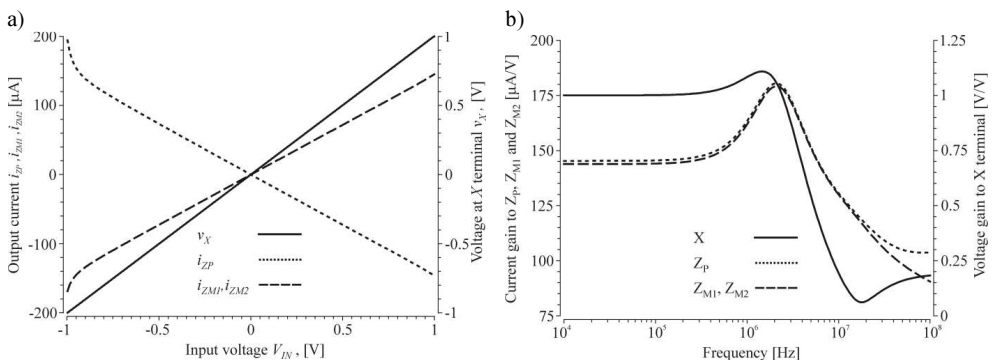 a)
200
100
0
-100
-200
Output current i_ZP, i_ZM1, i_ZM2 [µA]
1
0.5
0
-0.5
-1
Voltage at X terminal v_X, [V]
v_X
i_ZP
i_ZM1, i_ZM2
-1
-0.5
0
0.5
1
Input voltage V_IN, [V]
b)
200
175
150
125
100
75
Current gain to Z_P, Z_M1 and Z_M2 [µA/V]
1.25
1
0.75
0.5
0.25
0
Voltage gain to X terminal [V/V]
X
Z_P
Z_M1, Z_M2
10^4
10^5
10^6
10^7
10^8
Frequency [Hz]